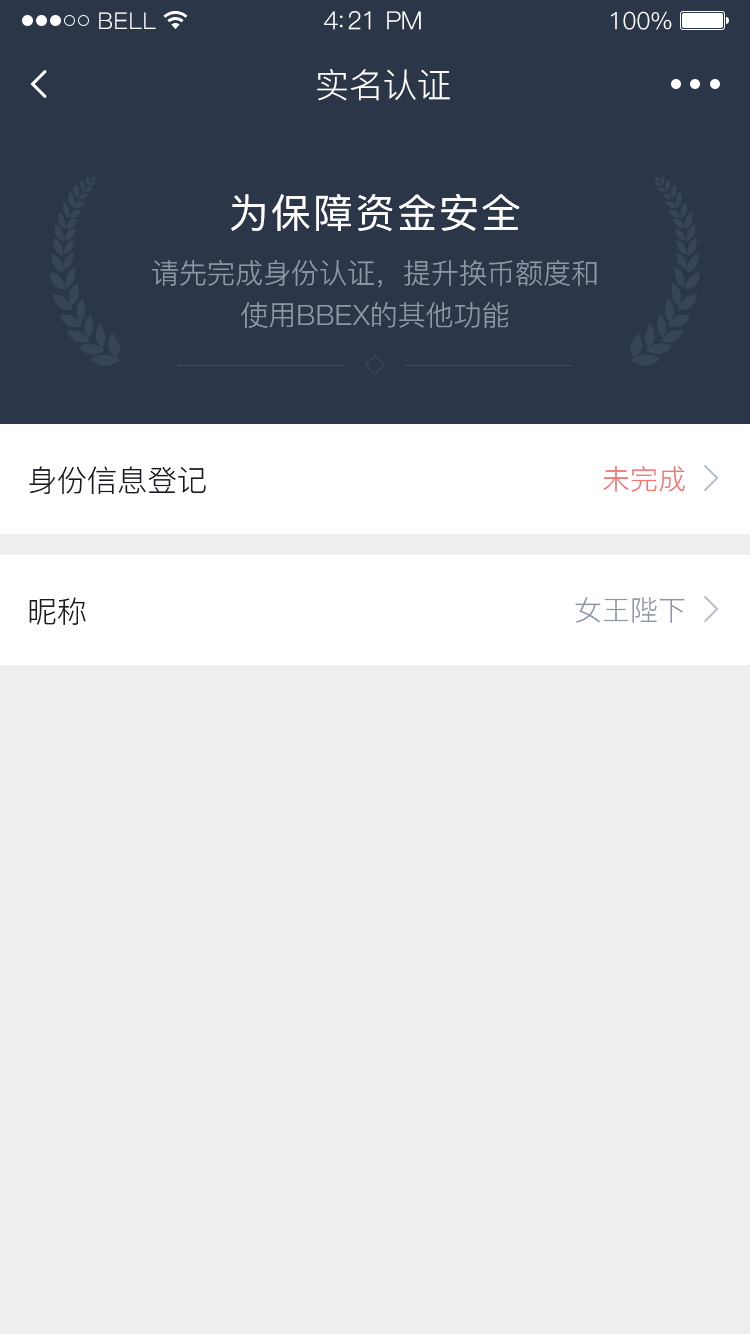 BELL 4:21 PM 100%
实名认证
为保障资金安全
请先完成身份认证，提升换币额度和
使用BBEX的其他功能
身份信息登记 未完成
昵称 女王陛下